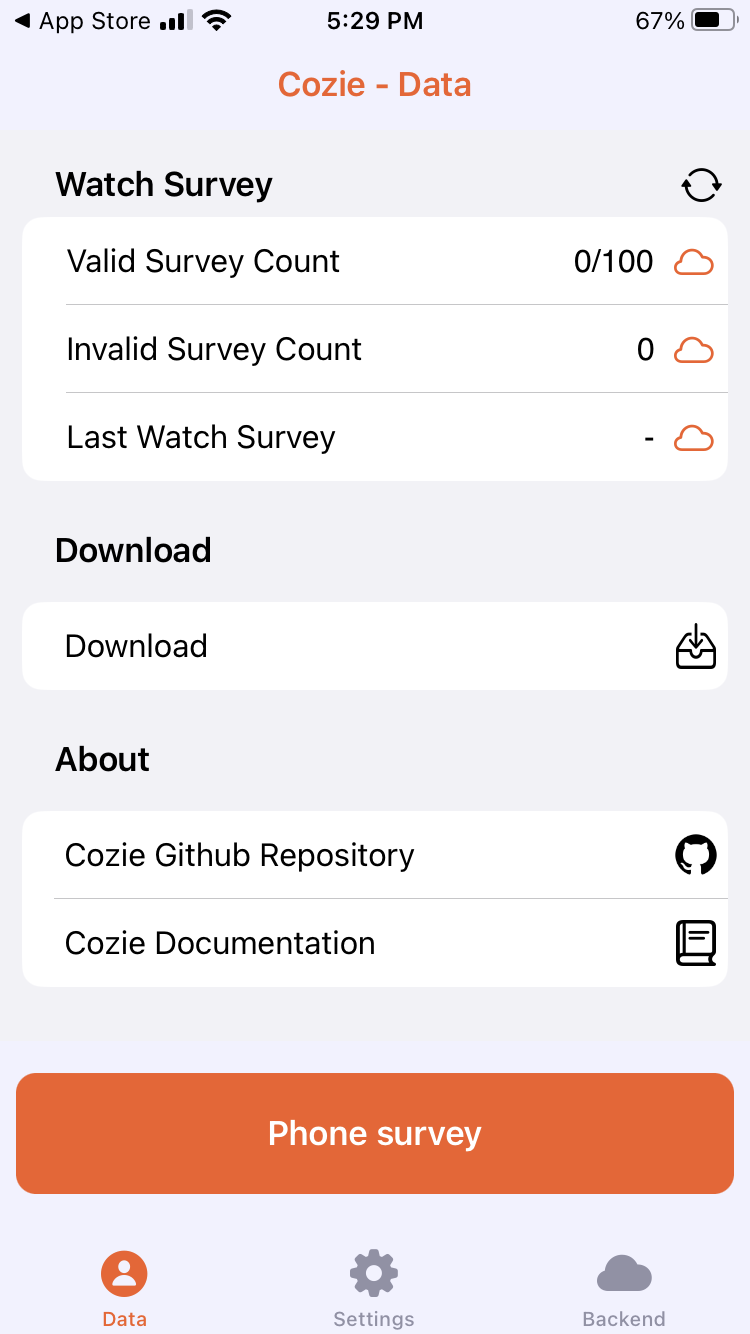 App Store 5:29 PM 67%
Cozie - Data
Watch Survey
Valid Survey Count 0/100
Invalid Survey Count 0
Last Watch Survey -
Download
Download
About
Cozie Github Repository
Cozie Documentation
Phone survey
Data Settings Backend